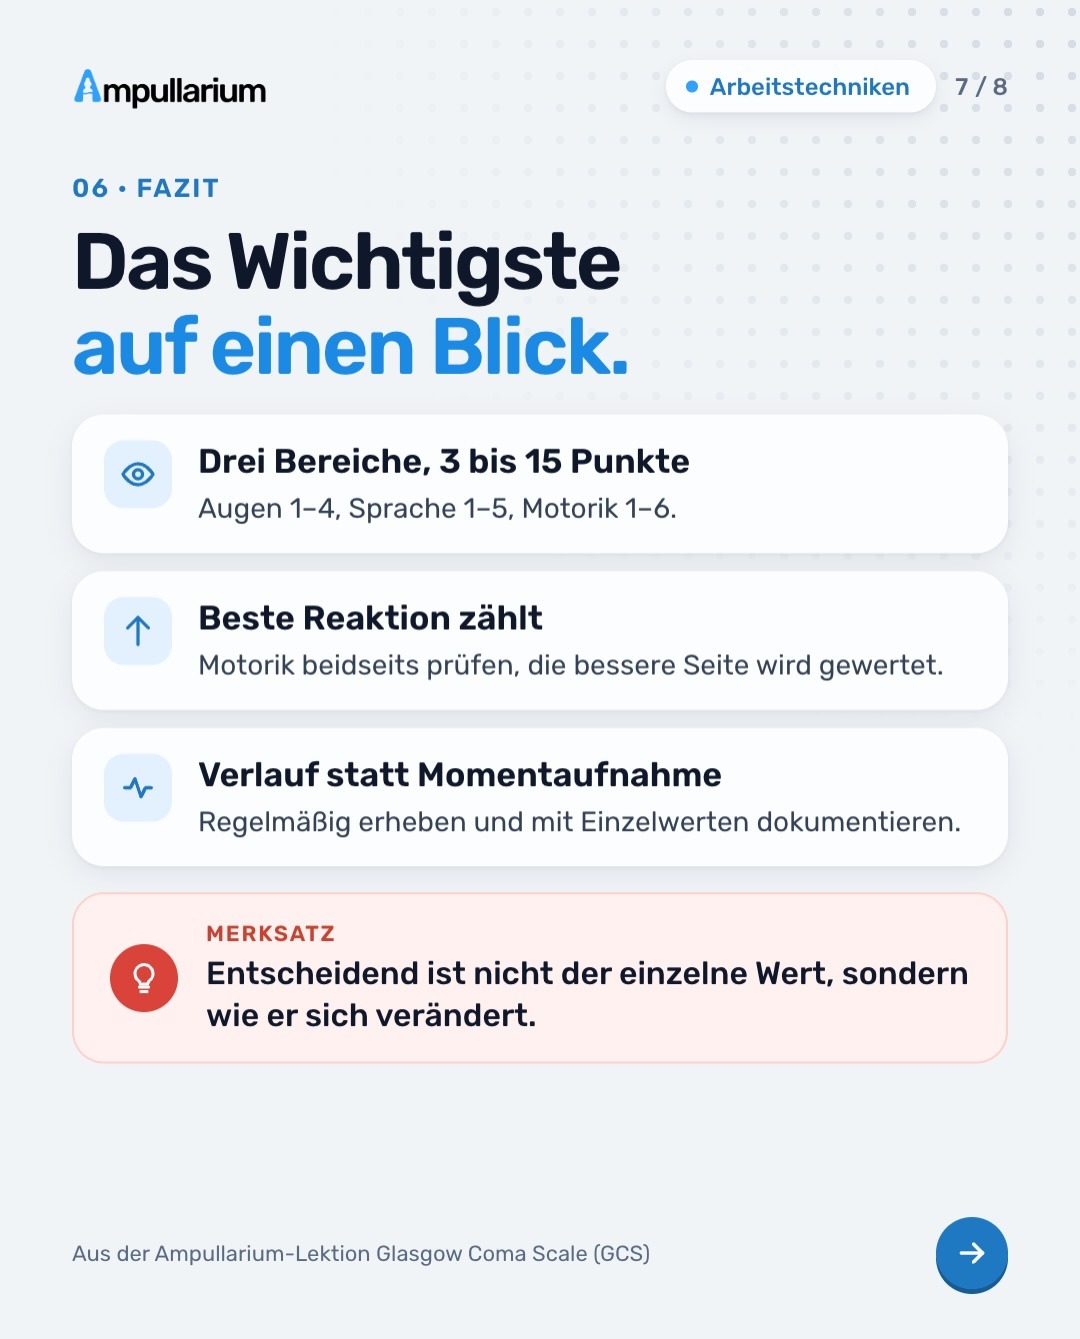 Ampullarium
Arbeitstechniken
7 / 8
06 • FAZIT
Das Wichtigste
auf einen Blick.
Drei Bereiche, 3 bis 15 Punkte
Augen 1–4, Sprache 1–5, Motorik 1–6.
Beste Reaktion zählt
Motorik beidseits prüfen, die bessere Seite wird gewertet.
Verlauf statt Momentaufnahme
Regelmäßig erheben und mit Einzelwerten dokumentieren.
MERKSATZ
Entscheidend ist nicht der einzelne Wert, sondern
wie er sich verändert.
Aus der Ampullarium-Lektion Glasgow Coma Scale (GCS)